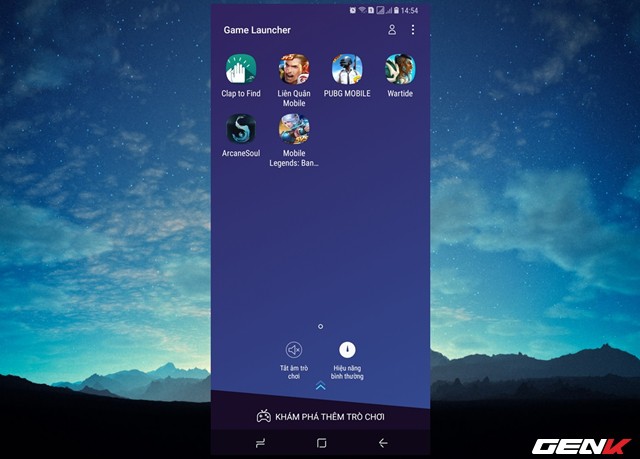 14:54
Game Launcher
Clap to Find
Liên Quân
Mobile
PUBG MOBILE
Wartide
ArcaneSoul
Mobile
Legends: Ban...
Tắt âm trò
chơi
Hiệu năng
bình thường
KHÁM PHÁ THÊM TRÒ CHƠI
GENK